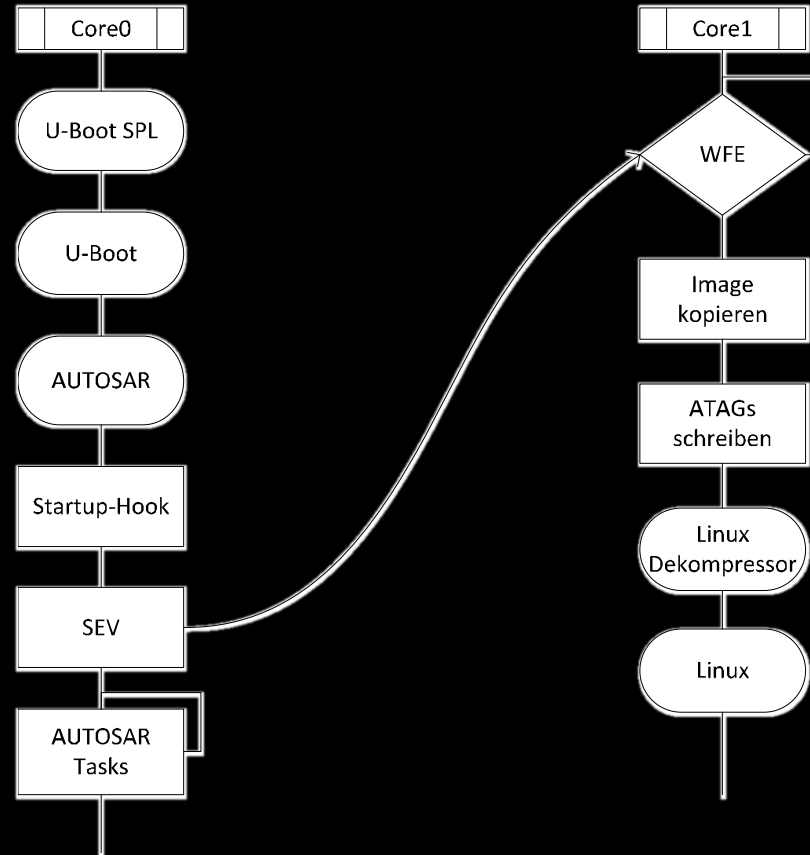 Core0
U-Boot SPL
U-Boot
AUTOSAR
Startup-Hook
SEV
AUTOSAR
Tasks
Core1
WFE
Image
kopieren
ATAGs
schreiben
Linux
Dekompressor
Linux